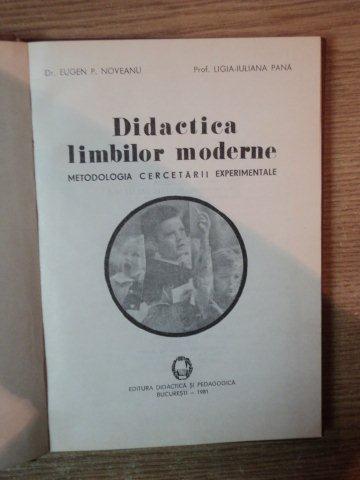 Dr. EUGEN P. NOVEANU Prof. LIGIA-IULIANA PANĂ
Didactica
limbilor moderne
METODOLOGIA CERCETĂRII EXPERIMENTALE
EDITURA DIDACTICĂ ȘI PEDAGOGICĂ
BUCUREȘTI – 1981